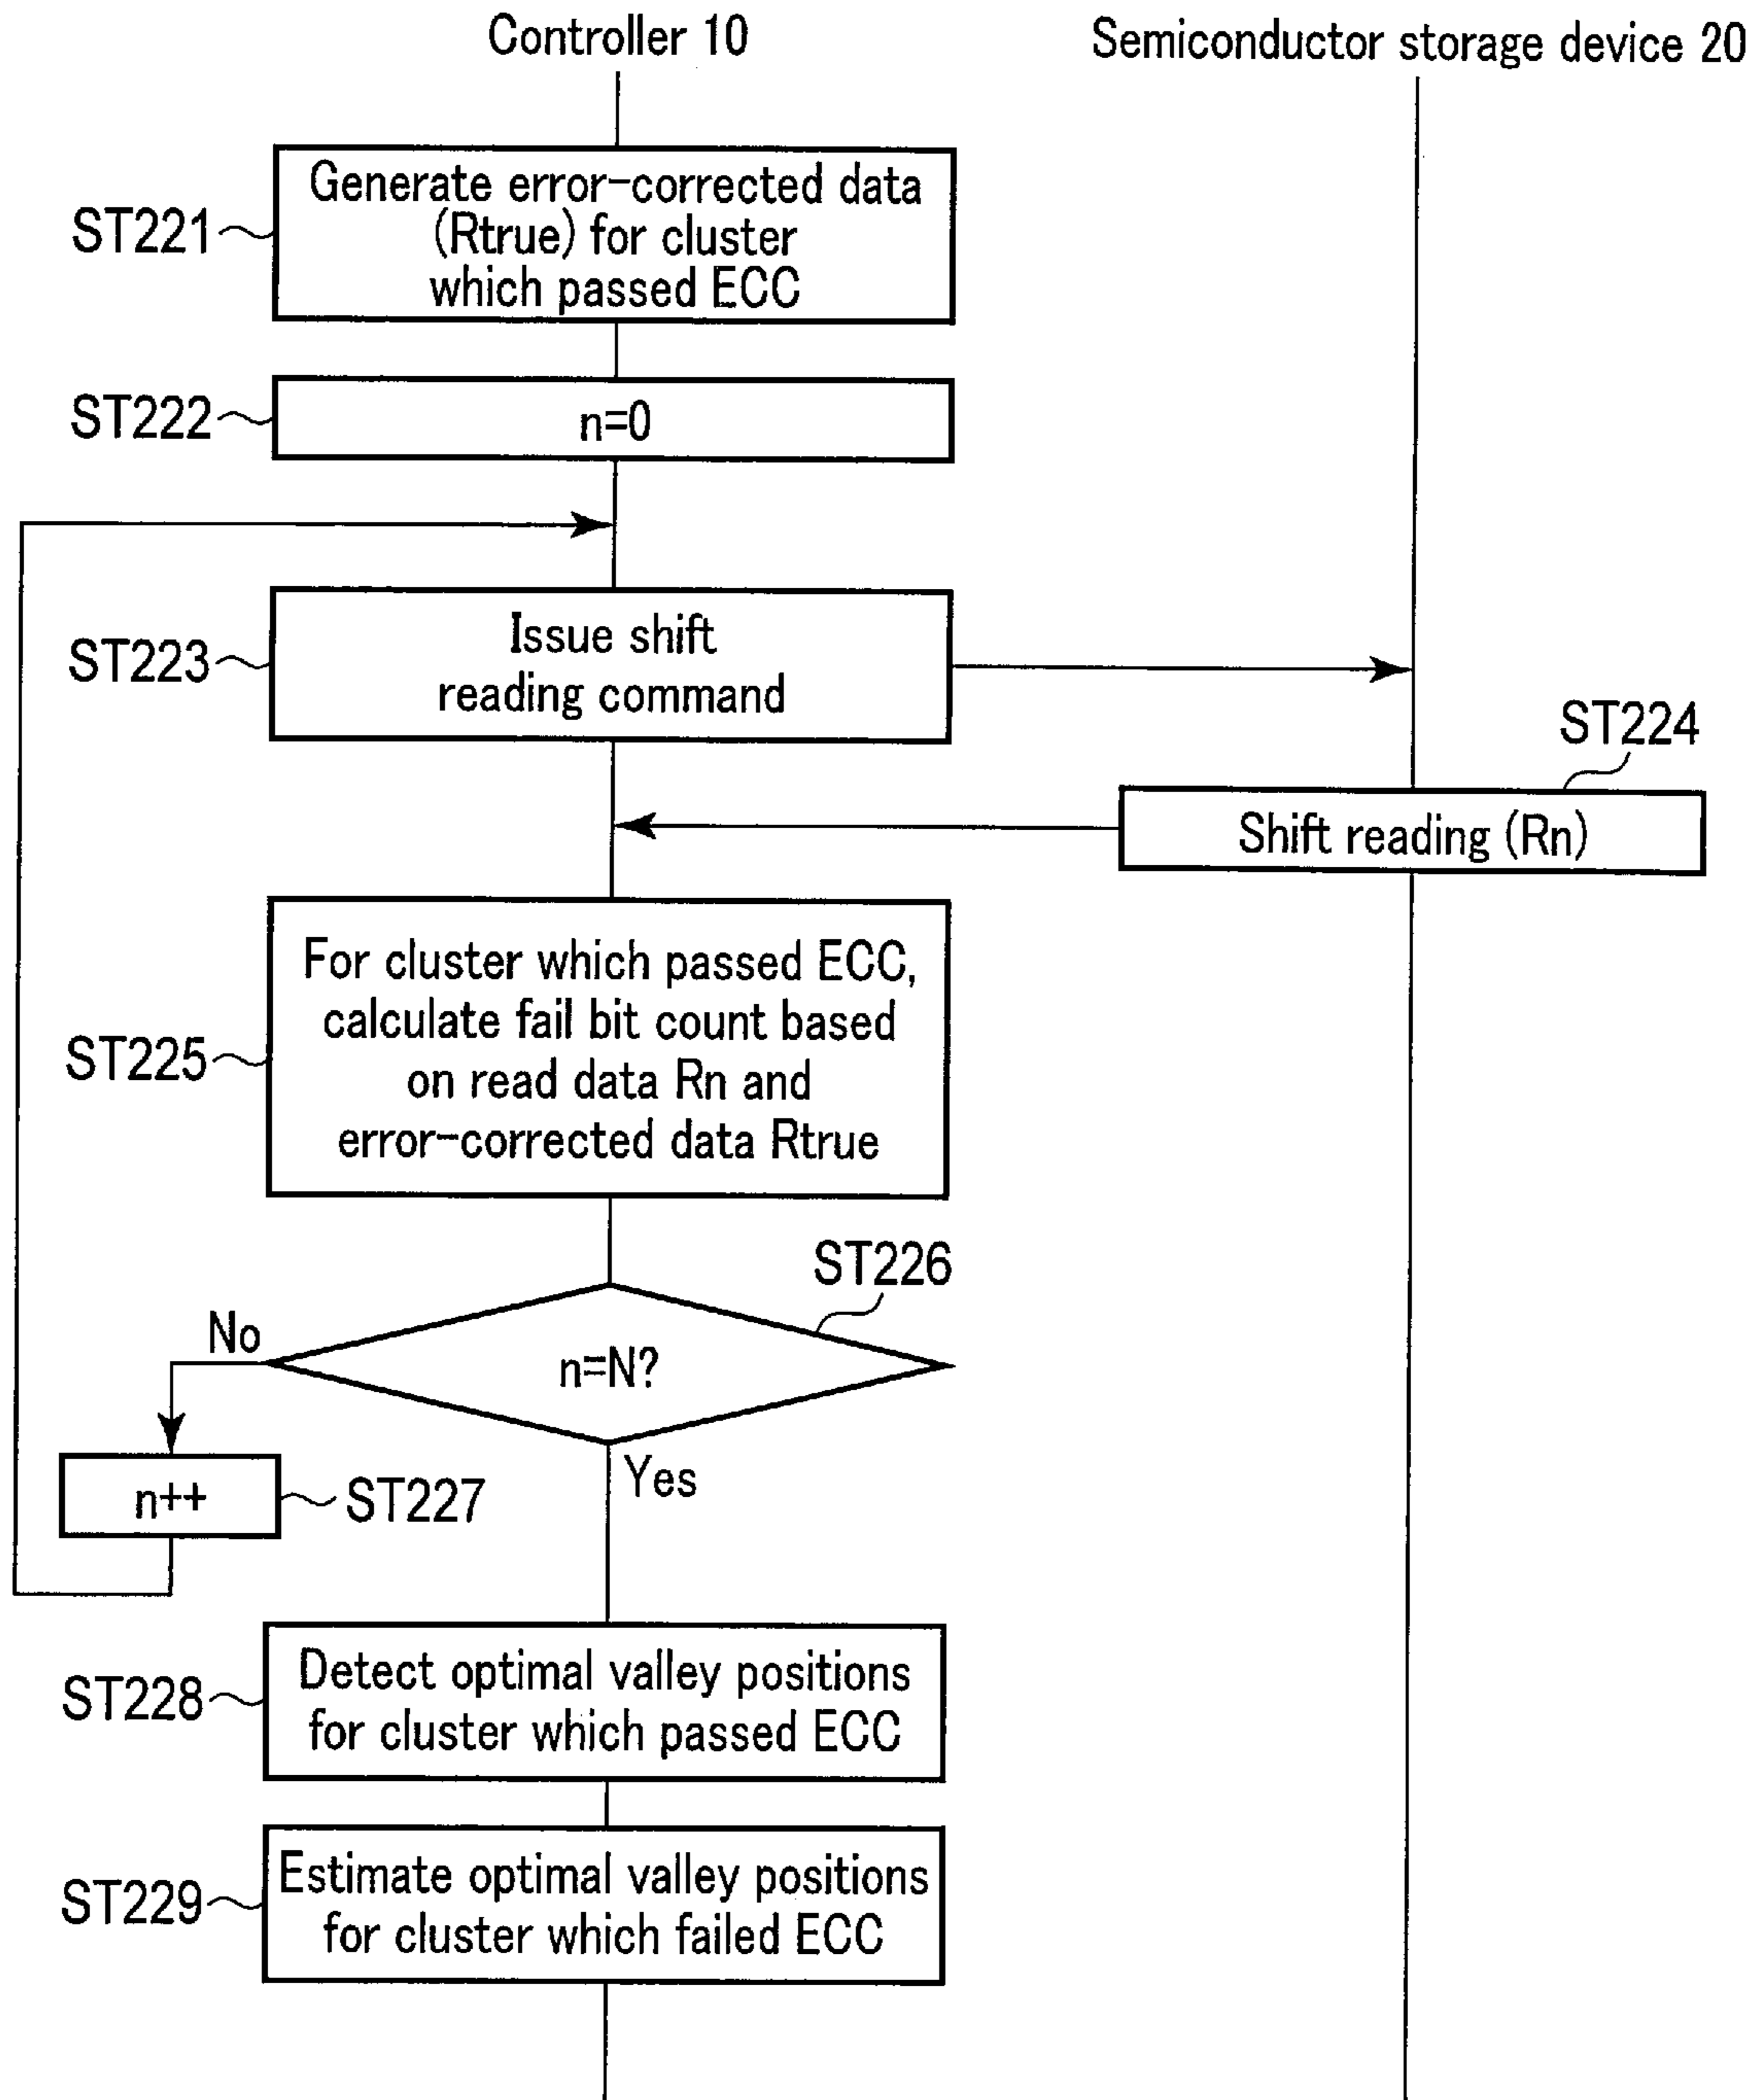 Controller 10
Semiconductor storage device 20
ST221
Generate error-corrected data
(Rtrue) for cluster
which passed ECC
ST222
n=0
ST223
Issue shift
reading command
ST224
Shift reading (Rn)
ST225
For cluster which passed ECC,
calculate fail bit count based
on read data Rn and
error-corrected data Rtrue
ST226
No
n=N?
Yes
n++
ST227
ST228
Detect optimal valley positions
for cluster which passed ECC
ST229
Estimate optimal valley positions
for cluster which failed ECC